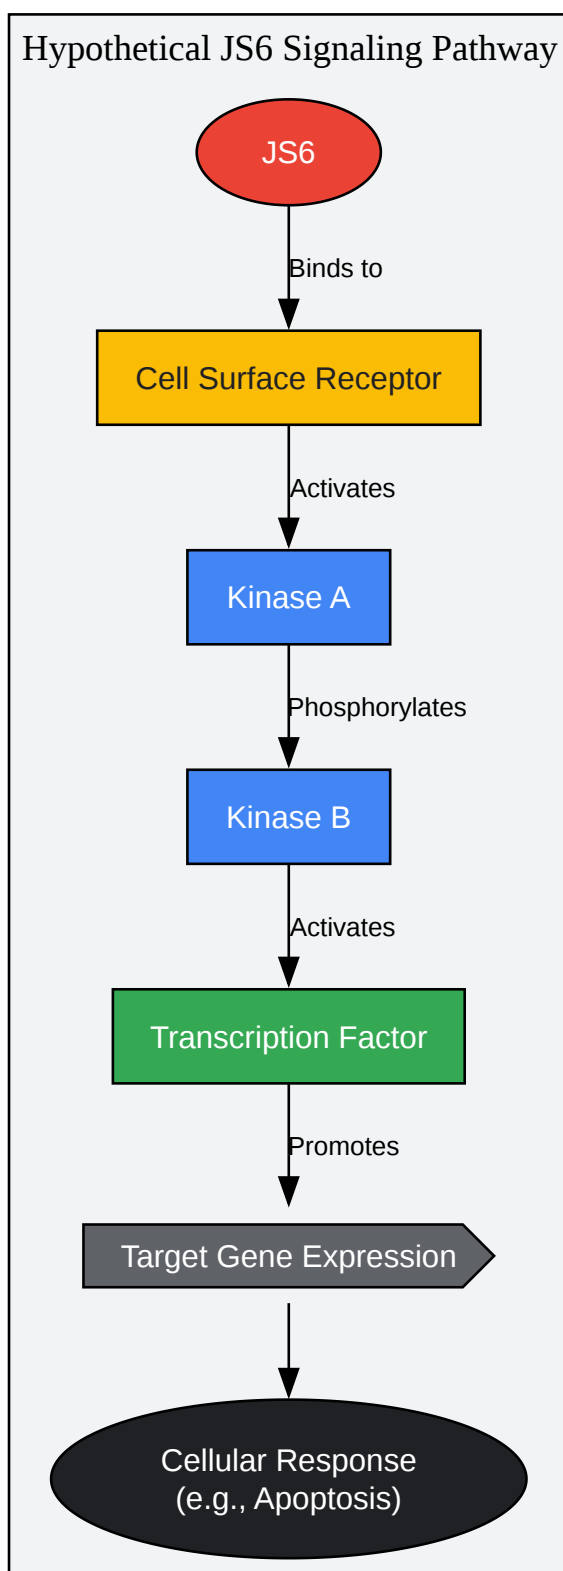 Hypothetical JS6 Signaling Pathway
JS6
Binds to
Cell Surface Receptor
Activates
Kinase A
Phosphorylates
Kinase B
Activates
Transcription Factor
Promotes
Target Gene Expression
Cellular Response
(e.g., Apoptosis)